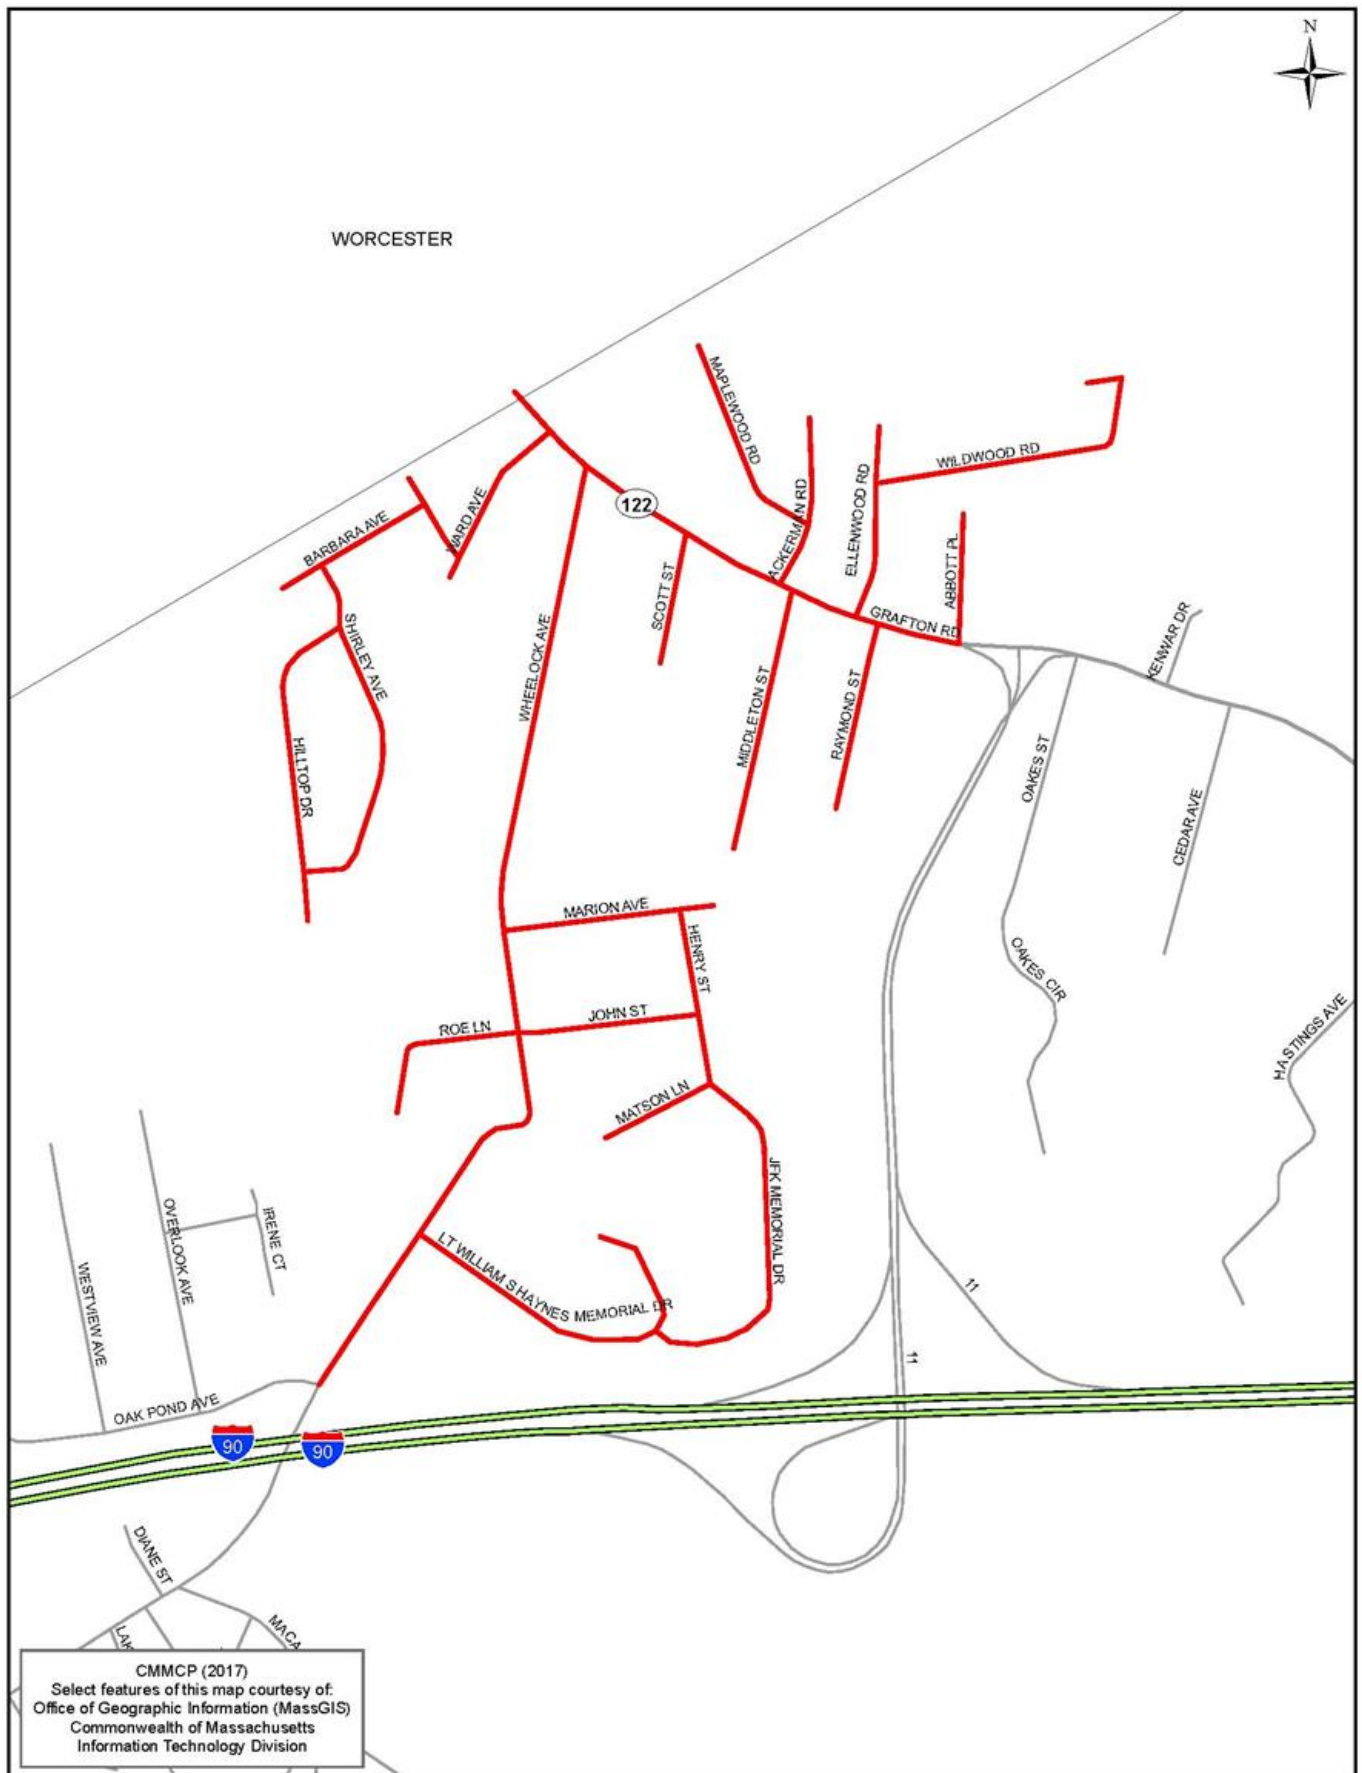 N
WORCESTER
MAPLEWOOD RD
WILDWOOD RD
122
WARD AVE
BARBARA AVE
ACKERMAN RD
ELLENWOOD RD
ABBOTT PL
SCOTT ST
GRAFTON RD
KENWAR DR
SHIRLEY AVE
WHEELOCK AVE
MIDDLETON ST
RAYMOND ST
HILLTOP DR
OAKES ST
CEDAR AVE
MARION AVE
HENRY ST
OAKES CIR
JOHN ST
ROE LN
HASTINGS AVE
MATSON LN
JFK MEMORIAL DR
OVERLOOK AVE
IRENE CT
WESTVIEW AVE
LT WILLIAM S HAYNES MEMORIAL DR
11
11
OAK POND AVE
90
90
DIANE ST
LAK
MACA
CMMCP (2017)
Select features of this map courtesy of:
Office of Geographic Information (MassGIS)
Commonwealth of Massachusetts
Information Technology Division